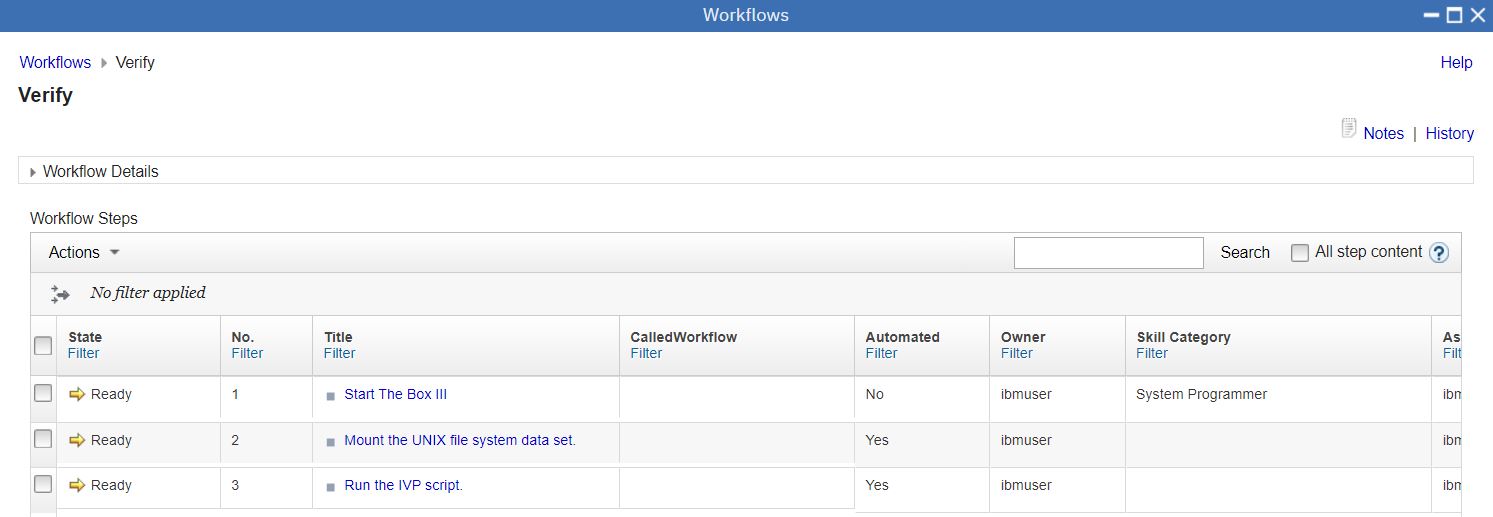 Workflows
Workflows Verify Help
Verify
Notes | History
Workflow Details
Workflow Steps
Actions Search All step content ?
No filter applied
State No. Title CalledWorkflow Automated Owner Skill Category As
Filter Filter Filter Filter Filter Filter Filter Filt
Ready 1 Start The Box III No ibmuser System Programmer ibm
Ready 2 Mount the UNIX file system data set. Yes ibmuser ibm
Ready 3 Run the IVP script. Yes ibmuser ibm